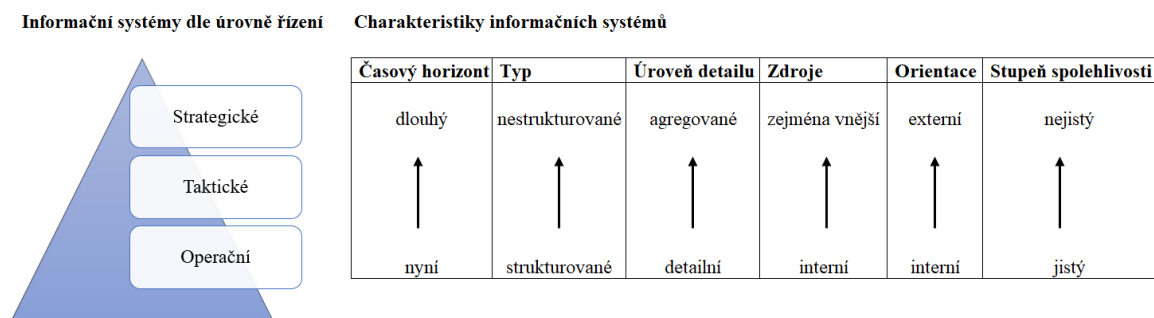 Informační systémy dle úrovně řízení
Charakteristiky informačních systémů
Strategické
Taktické
Operační
Časový horizont Typ Úroveň detailu Zdroje Orientace Stupeň spolehlivosti
dlouhý nestrukturované agregované zejména vnější externí nejistý
nyní strukturované detailní interní interní jistý